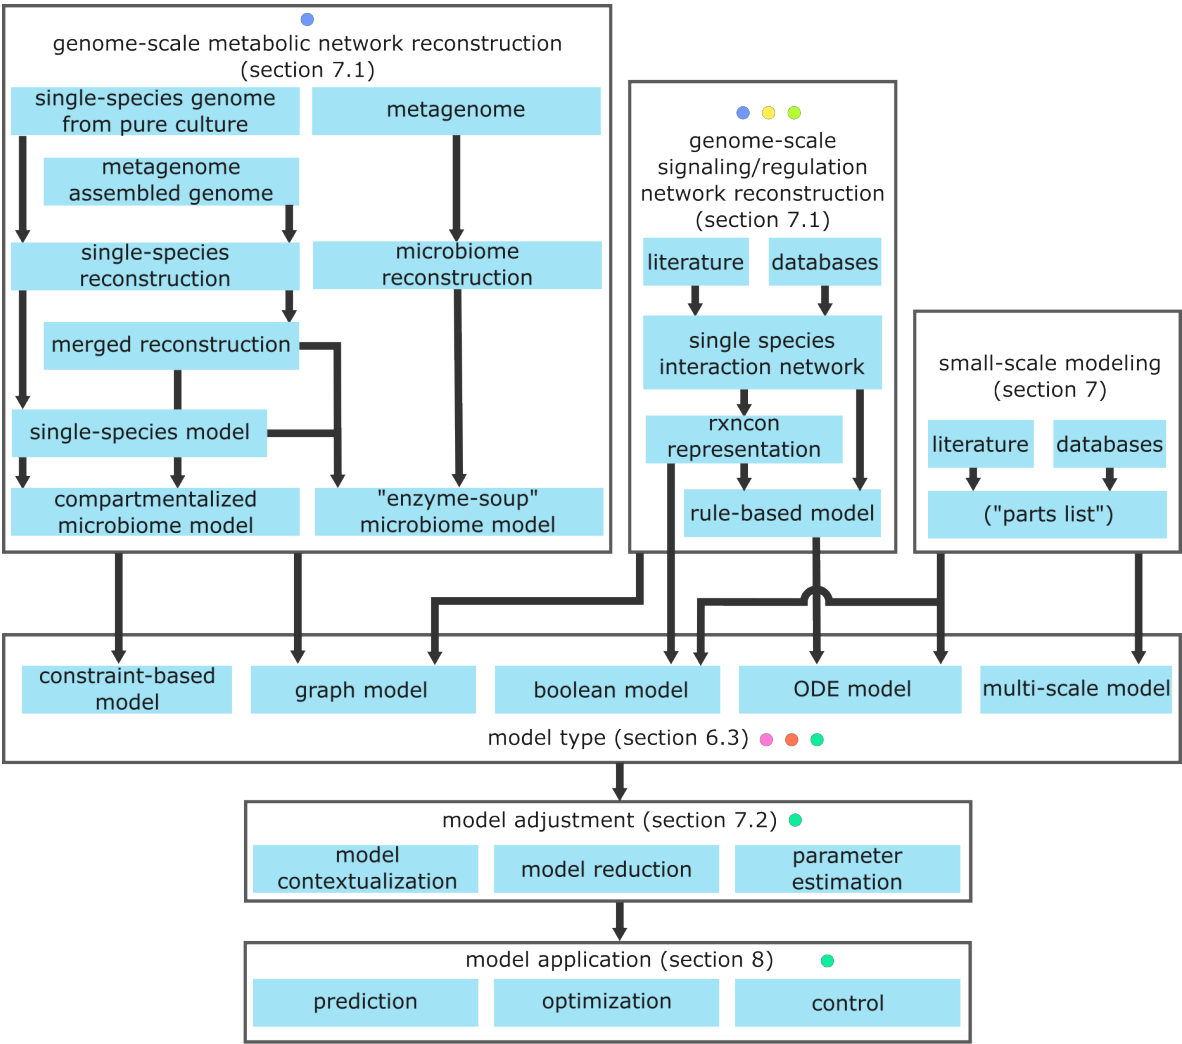 genome-scale metabolic network reconstruction
(section 7.1)
single-species genome
from pure culture
metagenome
metagenome
assembled genome
single-species
reconstruction
microbiome
reconstruction
merged reconstruction
single-species model
compartmentalized
microbiome model
"enzyme-soup"
microbiome model
genome-scale
signaling/regulation
network reconstruction
(section 7.1)
literature
databases
single species
interaction network
rxncon
representation
rule-based model
small-scale modeling
(section 7)
literature
databases
("parts list")
constraint-based
model
graph model
boolean model
ODE model
multi-scale model
model type (section 6.3)
model adjustment (section 7.2)
model
contextualization
model reduction
parameter
estimation
model application (section 8)
prediction
optimization
control